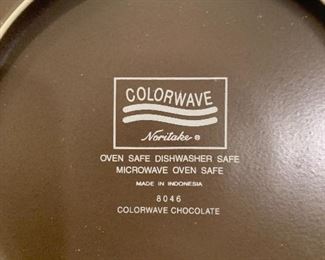 COLORWAVE
Noritake ®
OVEN SAFE DISHWASHER SAFE
MICROWAVE OVEN SAFE
MADE IN INDONESIA
8046
COLORWAVE CHOCOLATE